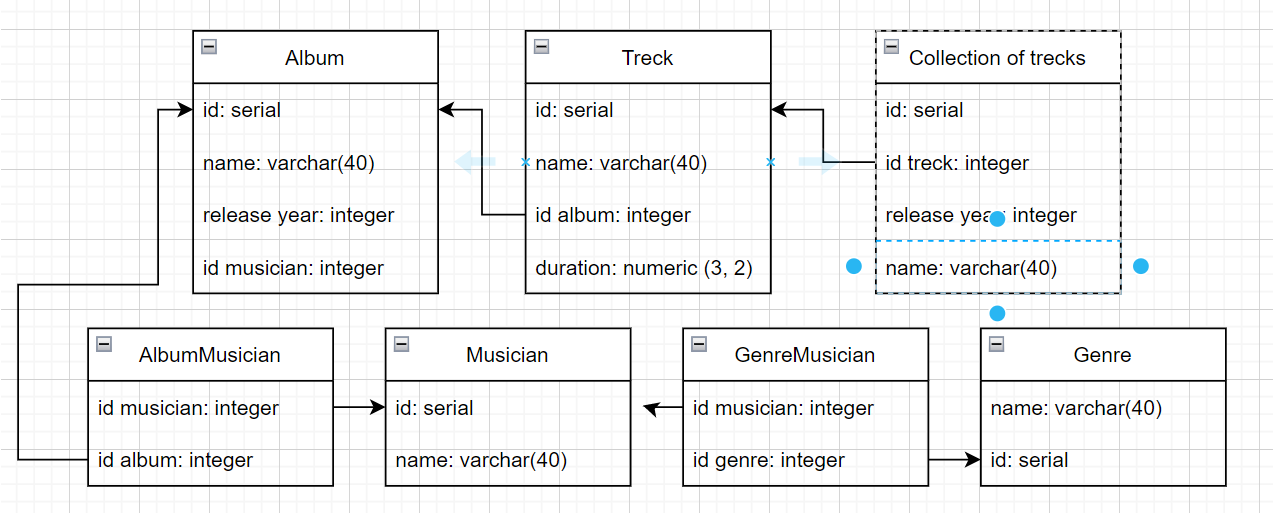 Album
id: serial
name: varchar(40)
release year: integer
id musician: integer
Treck
id: serial
name: varchar(40)
id album: integer
duration: numeric (3, 2)
Collection of trecks
id: serial
id treck: integer
release year: integer
name: varchar(40)
AlbumMusician
id musician: integer
id album: integer
Musician
id: serial
name: varchar(40)
GenreMusician
id musician: integer
id genre: integer
Genre
name: varchar(40)
id: serial